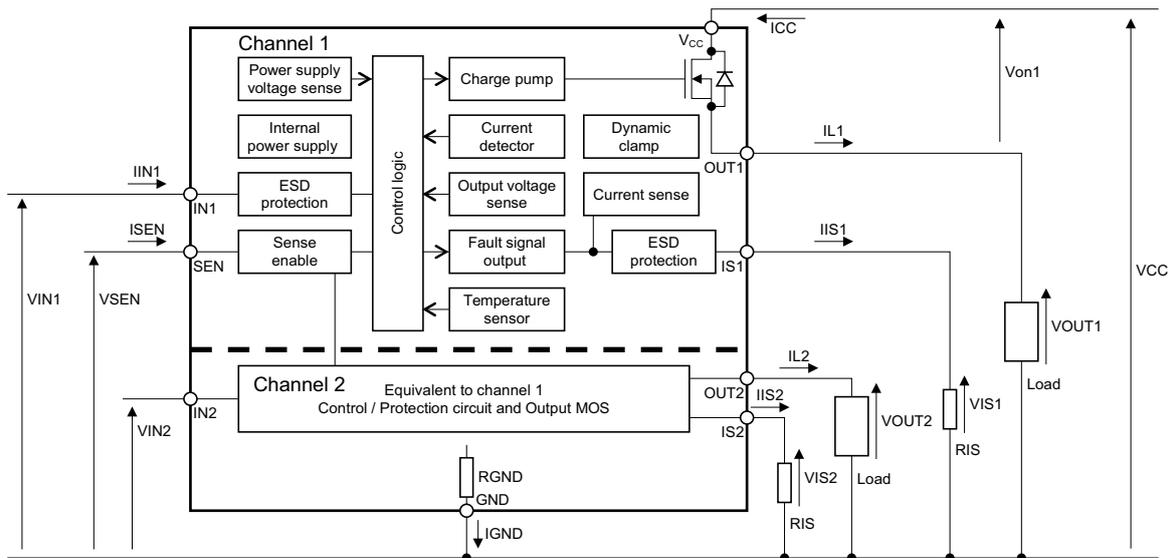 ICC
Channel 1
VCC
Von1
Power supply
voltage sense
Charge pump
Internal
power supply
Current
detector
Dynamic
clamp
IL1
OUT1
IIN1
IN1
ESD
protection
Control logic
Output voltage
sense
Current sense
ISEN
SEN
Sense
enable
Fault signal
output
ESD
protection
IIS1
IS1
VCC
VIN1
VSEN
Temperature
sensor
VOUT1
Load
IL2
Channel 2
Equivalent to channel 1
Control / Protection circuit and Output MOS
OUT2
IIS2
IN2
IS2
VIN2
VOUT2
VIS1
RIS
RGND
GND
IGND
VIS2
RIS
Load